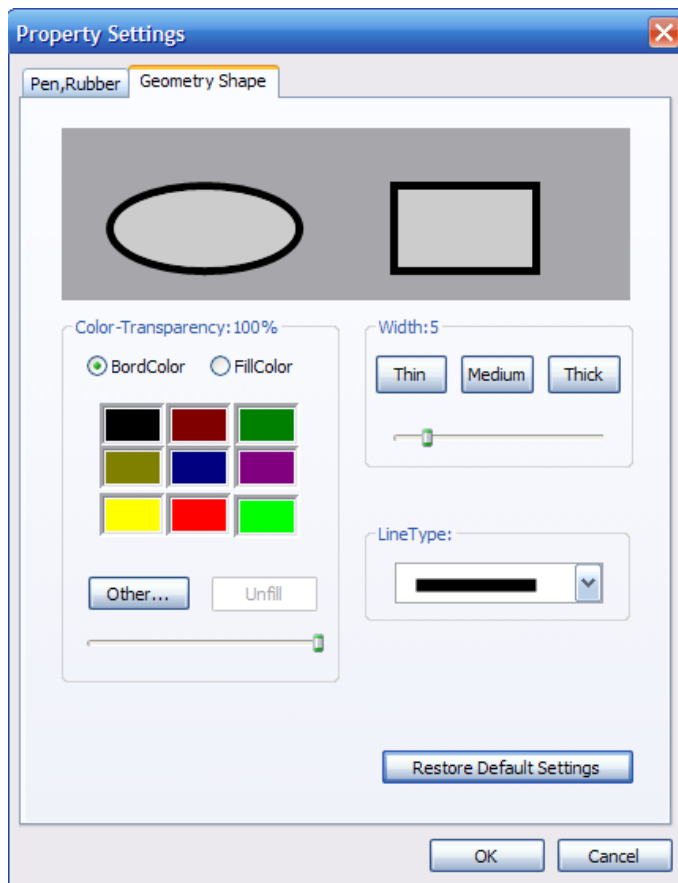 Property Settings
Pen,Rubber
Geometry Shape
Color-Transparency:100%
BordColor
FillColor
Other...
Unfill
Width:5
Thin
Medium
Thick
LineType:
Restore Default Settings
OK
Cancel